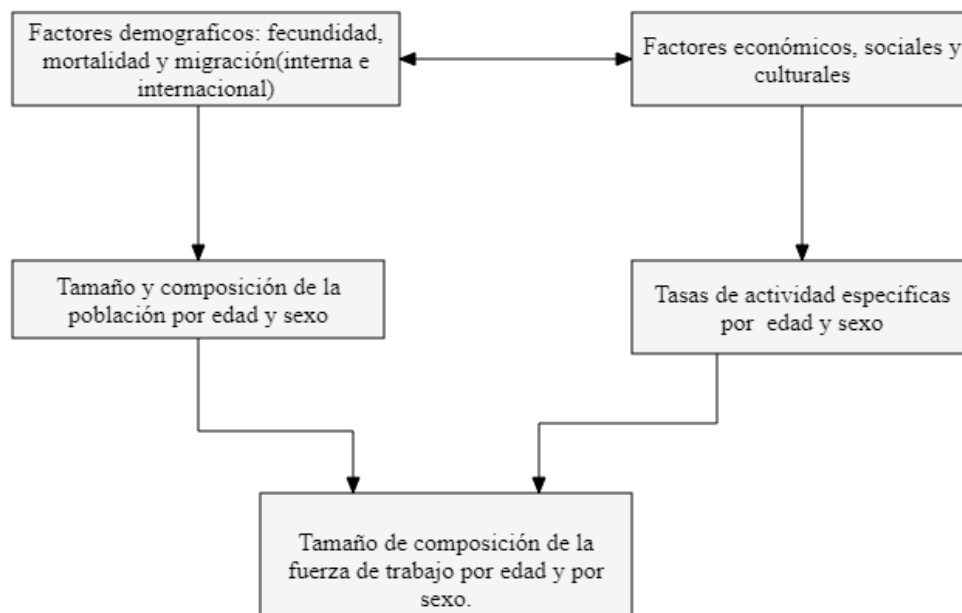 Factores demograficos: fecundidad,
mortalidad y migración(interna e
internacional)
Factores económicos, sociales y
culturales
Tamaño y composición de la
población por edad y sexo
Tasas de actividad especificas
por edad y sexo
Tamaño de composición de la
fuerza de trabajo por edad y por
sexo.